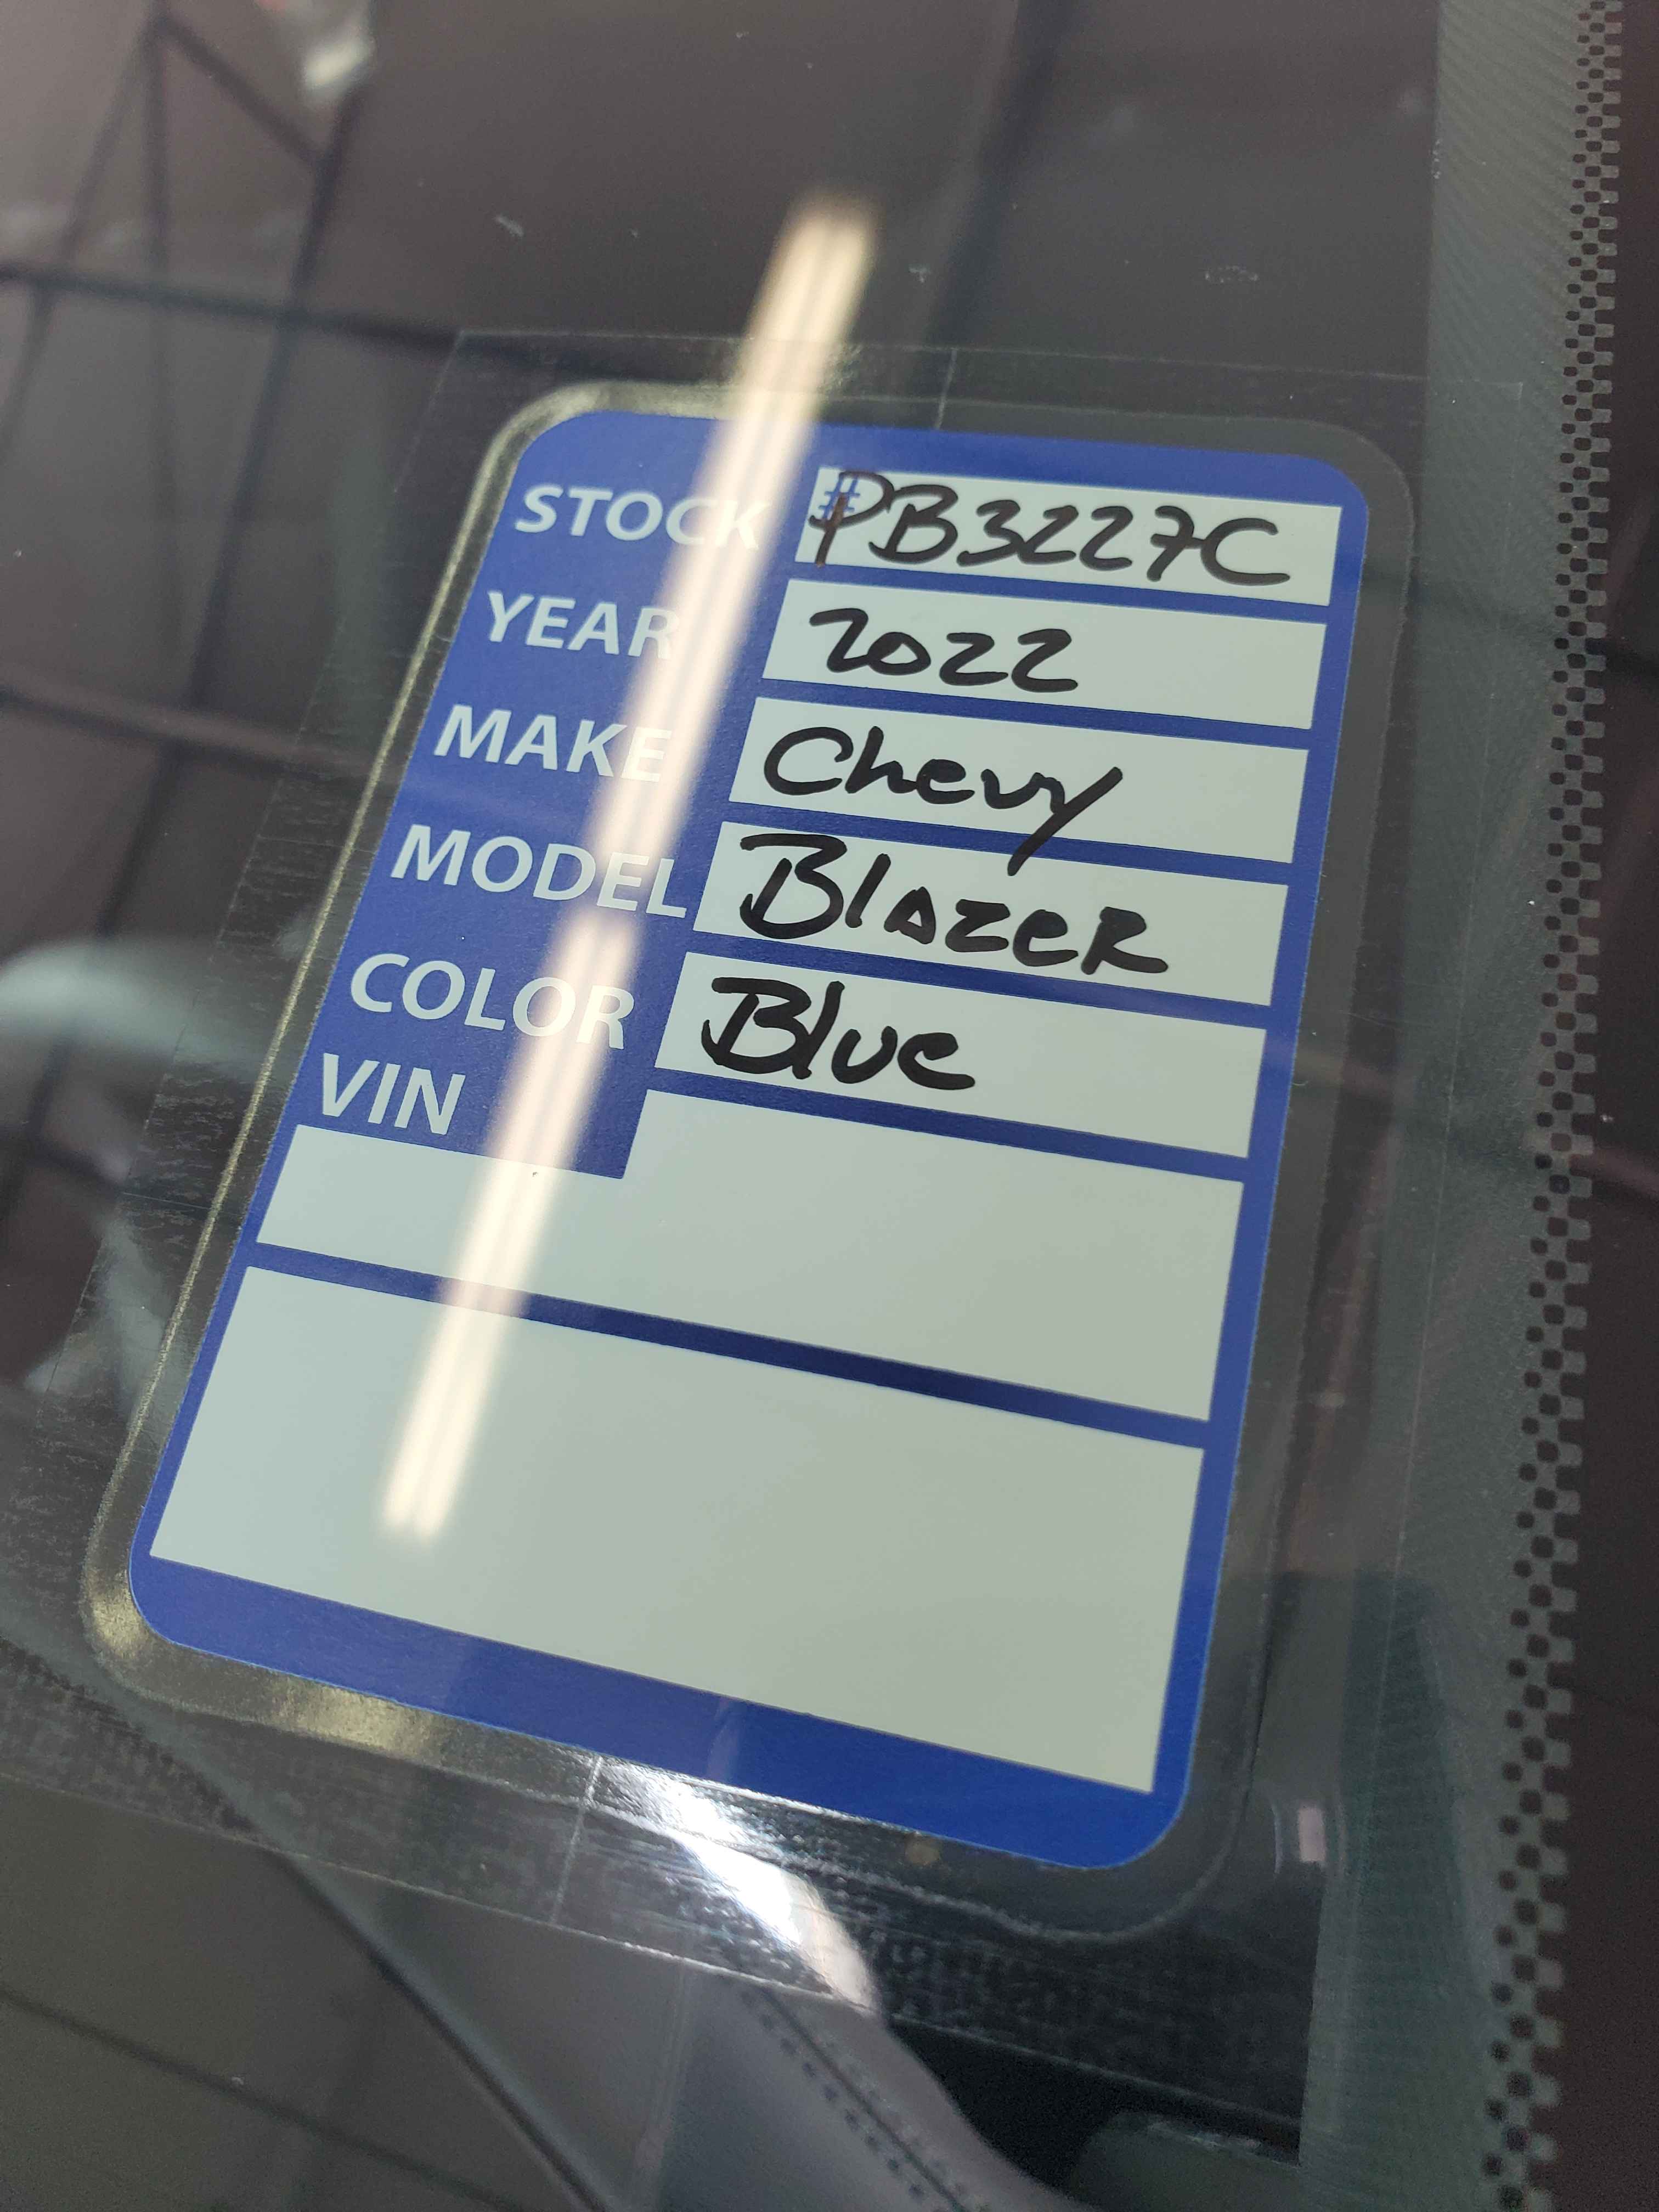 STOCK #PB3227C
YEAR 2022
MAKE Chevy
MODEL BlazeR
COLOR Blue
VIN